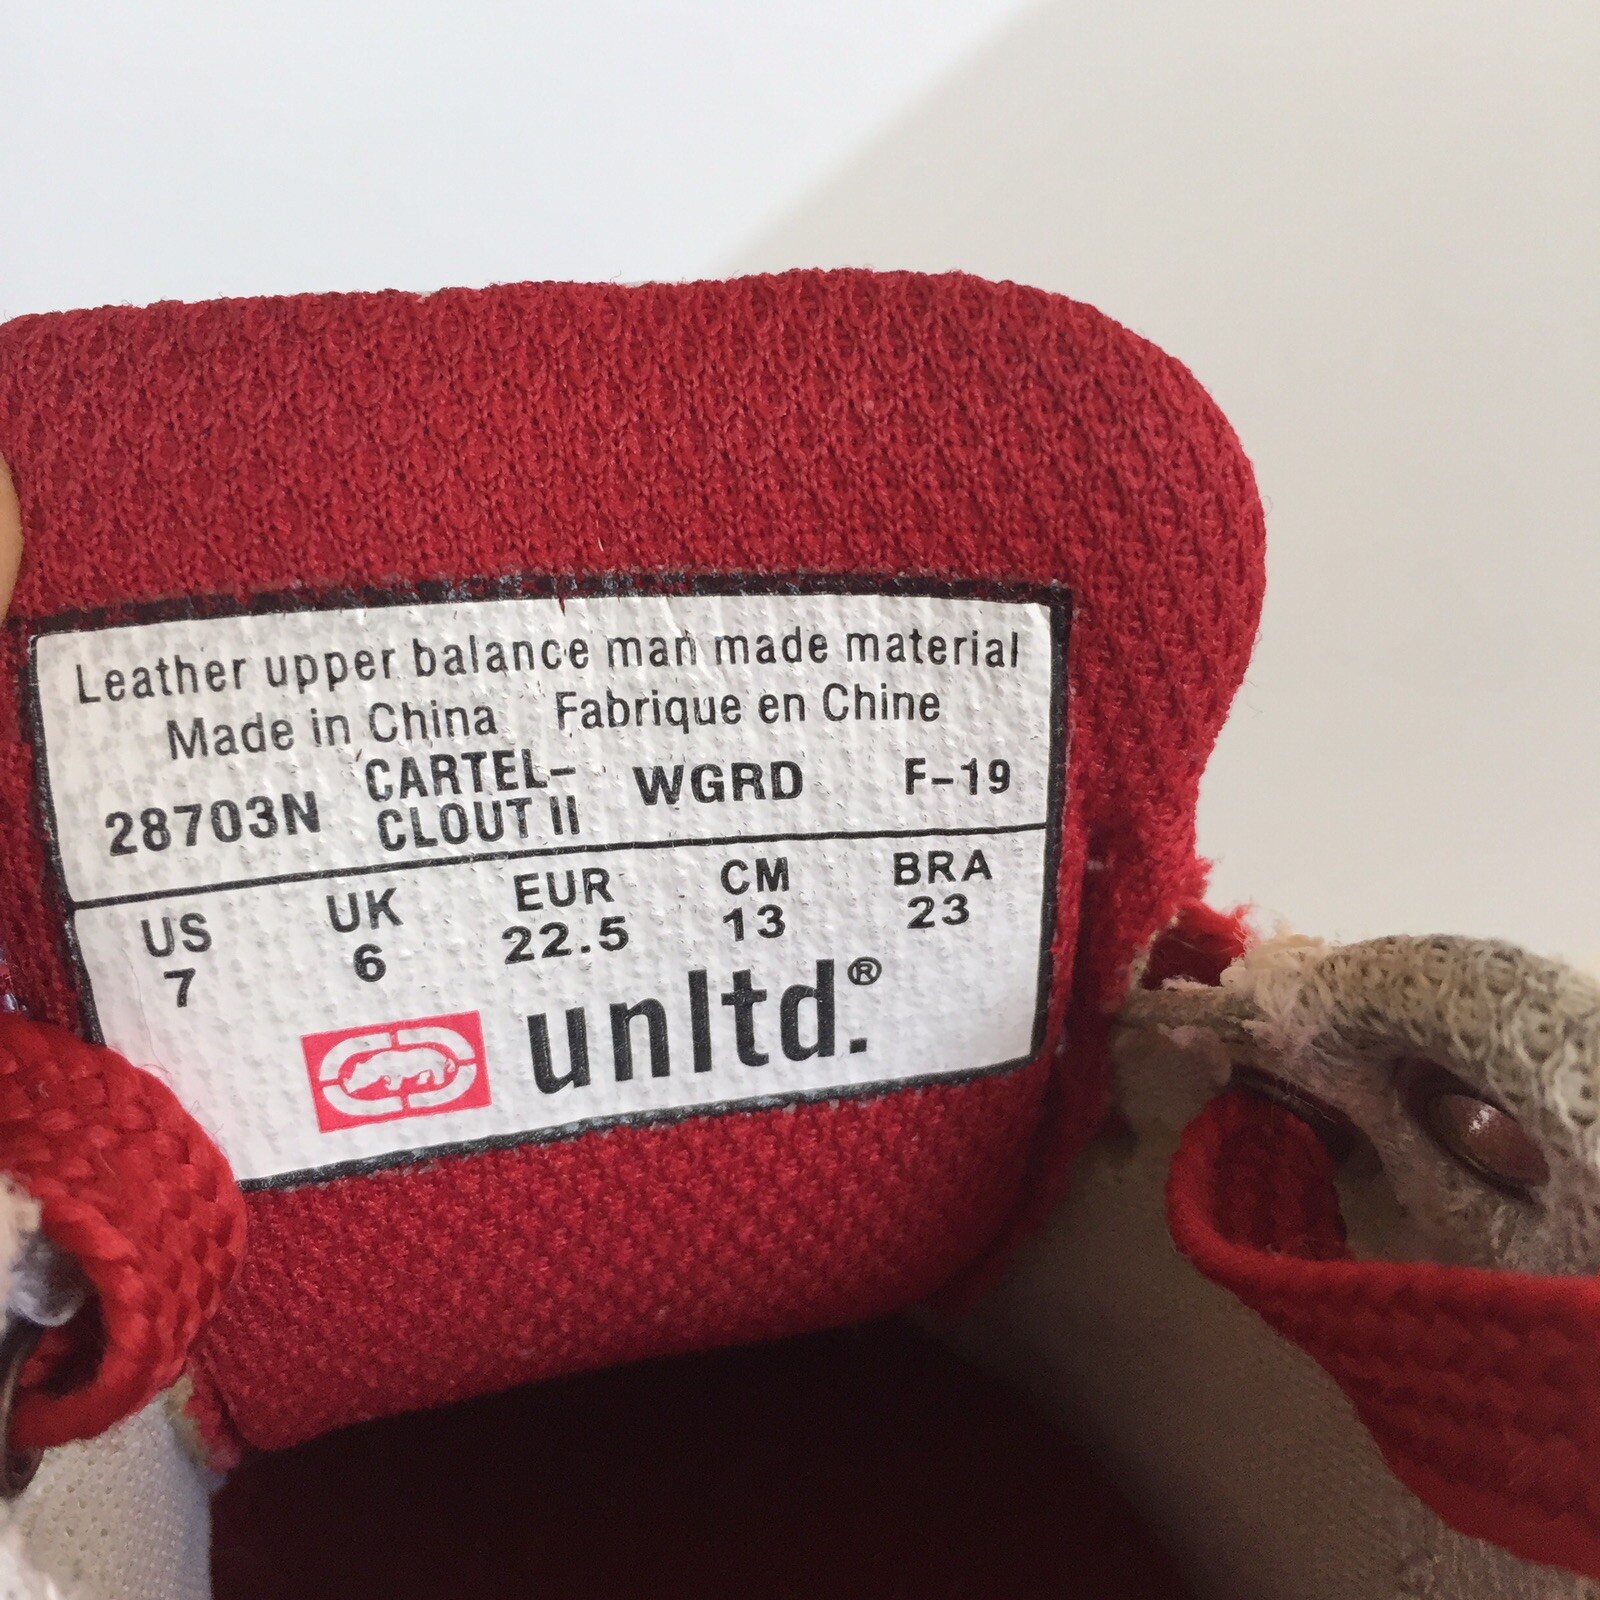 Leather upper balance man made material
Made in China Fabrique en Chine
28703N CARTEL-CLOUT II WGRD F-19
US UK EUR CM BRA
7 6 22.5 13 23
unltd.®